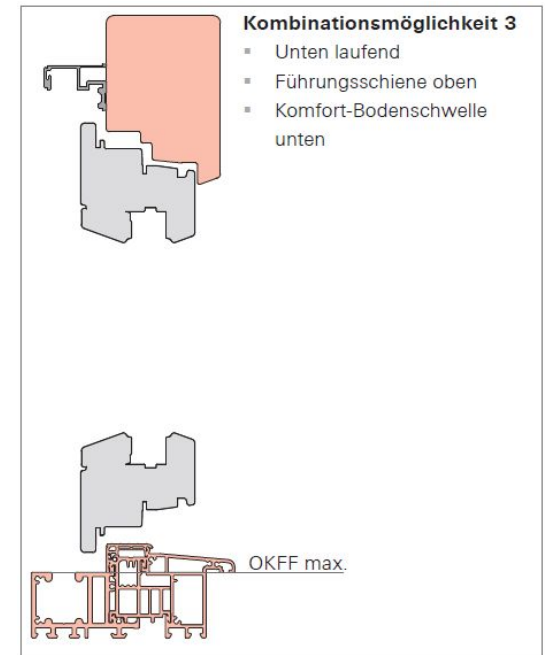 Kombinationsmöglichkeit 3
▪ Unten laufend
▪ Führungsschiene oben
▪ Komfort-Bodenschwelle
unten
OKFF max.